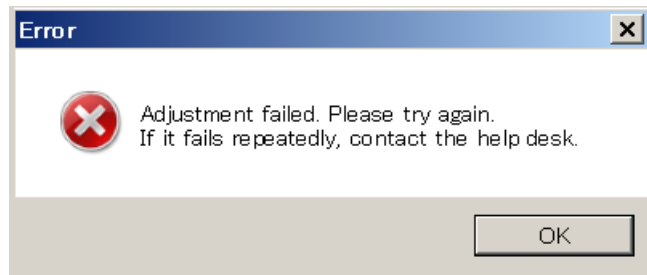 Error
Adjustment failed. Please try again.
If it fails repeatedly, contact the help desk.
OK